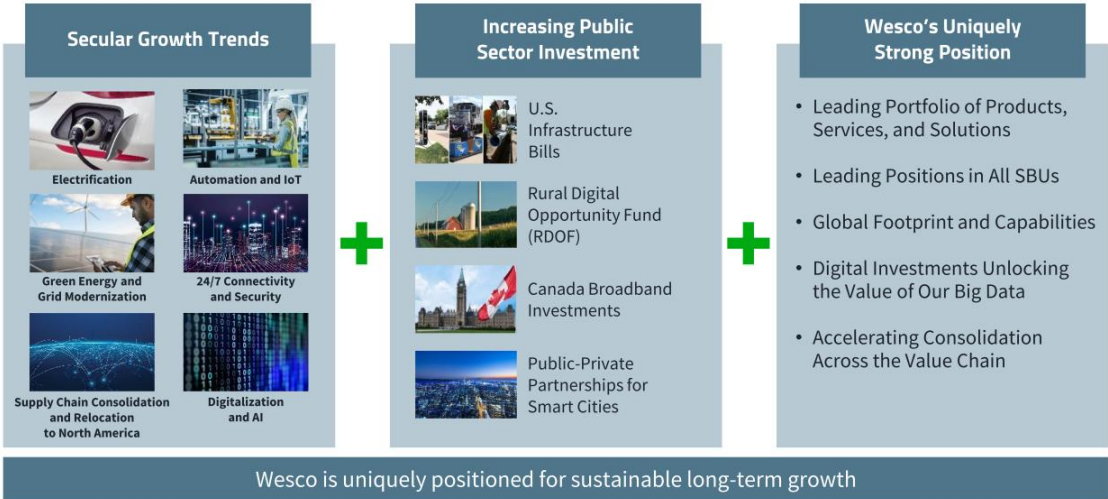 Secular Growth Trends
Electrification
Automation and IoT
Green Energy and
Grid Modernization
24/7 Connectivity
and Security
Supply Chain Consolidation
and Relocation
to North America
Digitalization
and AI
Increasing Public
Sector Investment
U.S.
Infrastructure
Bills
Rural Digital
Opportunity Fund
(RDOF)
Canada Broadband
Investments
Public-Private
Partnerships for
Smart Cities
Wesco's Uniquely
Strong Position
• Leading Portfolio of Products,
Services, and Solutions
• Leading Positions in All SBUs
• Global Footprint and Capabilities
• Digital Investments Unlocking
the Value of Our Big Data
• Accelerating Consolidation
Across the Value Chain
Wesco is uniquely positioned for sustainable long-term growth